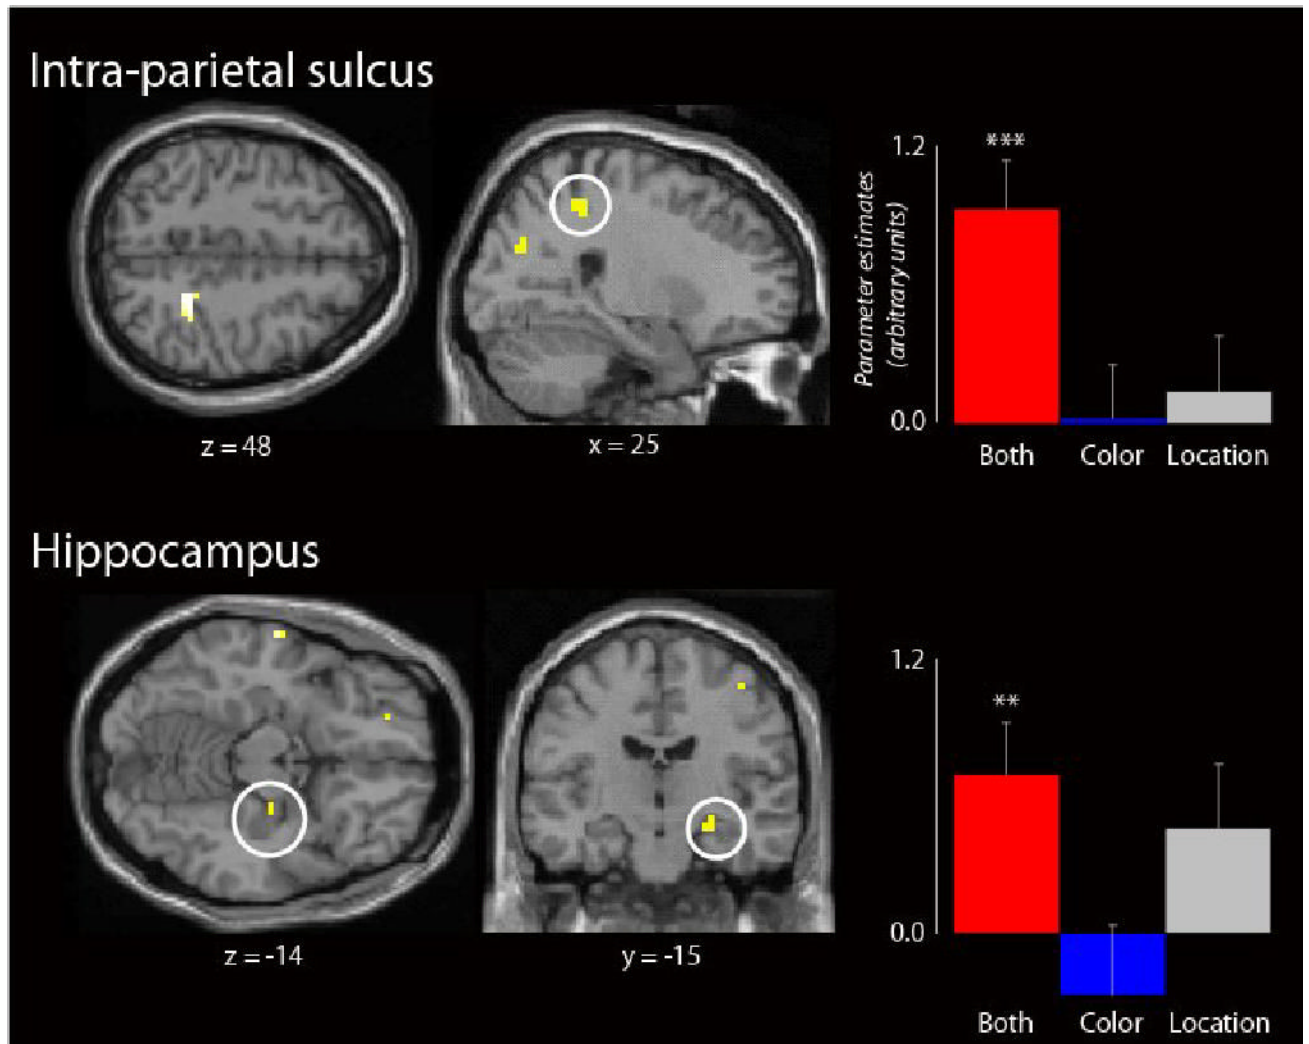 Intra-parietal sulcus
z = 48
x = 25
Parameter estimates
(arbitrary units)
1.2
0.0
***
Both
Color
Location
Hippocampus
z = -14
y = -15
1.2
0.0
**
Both
Color
Location